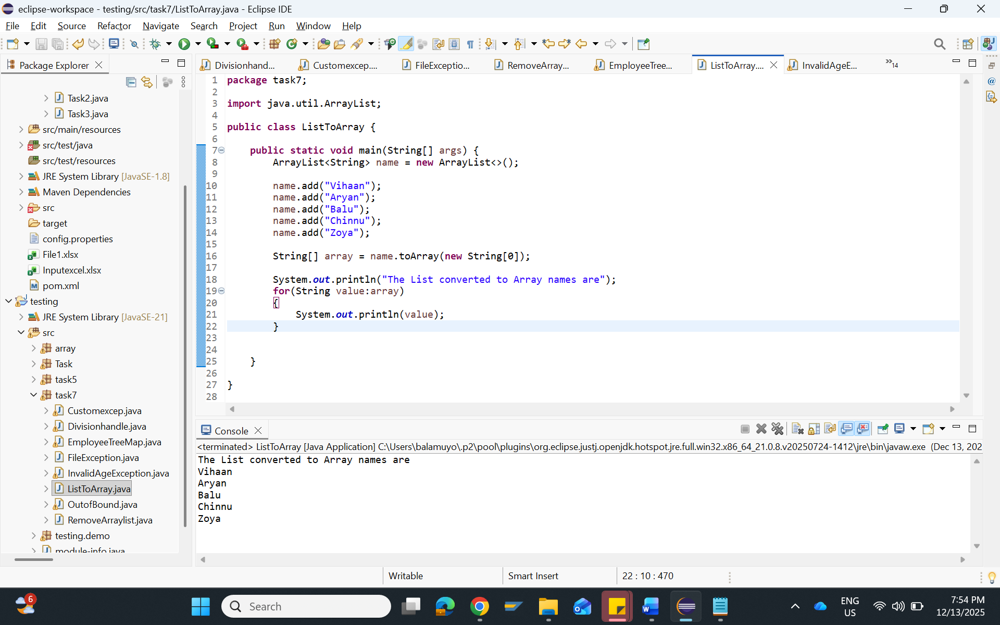 eclipse-workspace - testing/src/task7/ListToArray.java - Eclipse IDE
File Edit Source Refactor Navigate Search Project Run Window Help
Package Explorer
Divisionhand... Customexcep.... FileExceptio... RemoveArray... EmployeeTree... ListToArray.... InvalidAgeE... »14
Task2.java
Task3.java
src/main/resources
src/test/java
src/test/resources
JRE System Library [JavaSE-1.8]
Maven Dependencies
src
target
config.properties
File1.xlsx
Inputexcel.xlsx
pom.xml
testing
JRE System Library [JavaSE-21]
src
array
Task
task5
task7
Customexcep.java
Divisionhandle.java
EmployeeTreeMap.java
FileException.java
InvalidAgeException.java
ListToArray.java
OutofBound.java
RemoveArraylist.java
testing.demo
module-info.java
1 package task7;
2
3 import java.util.ArrayList;
4
5 public class ListToArray {
6
7 public static void main(String[] args) {
8 ArrayList<String> name = new ArrayList<>();
9
10 name.add("Vihaan");
11 name.add("Aryan");
12 name.add("Balu");
13 name.add("Chinnu");
14 name.add("Zoya");
15
16 String[] array = name.toArray(new String[0]);
17
18 System.out.println("The List converted to Array names are");
19 for(String value:array)
20 {
21 System.out.println(value);
22 }
23
24
25 }
26
27 }
28
Console
<terminated> ListToArray [Java Application] C:\Users\balamuyo\.p2\pool\plugins\org.eclipse.justj.openjdk.hotspot.jre.full.win32.x86_64_21.0.8.v20250724-1412\jre\bin\javaw.exe (Dec 13, 202
The List converted to Array names are
Vihaan
Aryan
Balu
Chinnu
Zoya
Writable Smart Insert 22 : 10 : 470
6
Search
ENG
US
7:54 PM
12/13/2025